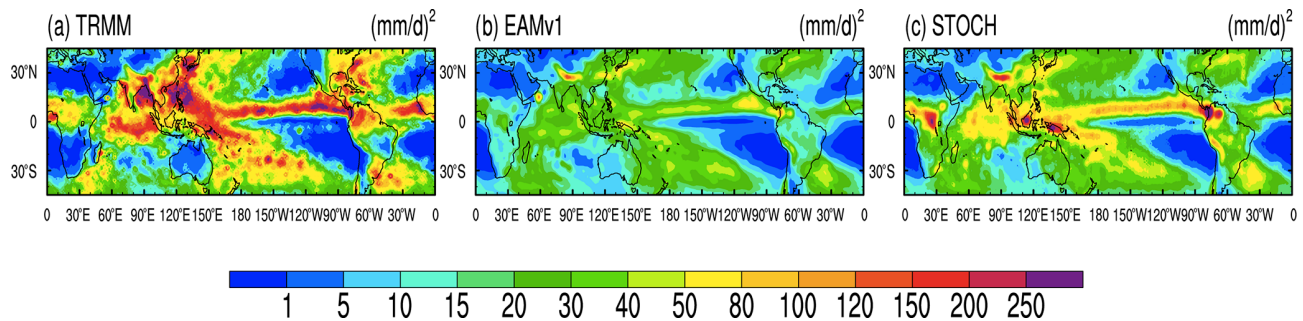 (a) TRMM (mm/d)² (b) EAMv1 (mm/d)² (c) STOCH (mm/d)²
30°N 30°N 30°N
0 0 0
30°S 30°S 30°S
0 30°E 60°E 90°E 120°E 150°E 180 150°W 120°W 90°W 60°W 30°W 0 0 30°E 60°E 90°E 120°E 150°E 180 150°W 120°W 90°W 60°W 30°W 0 0 30°E 60°E 90°E 120°E 150°E 180 150°W 120°W 90°W 60°W 30°W 0
1 5 10 15 20 30 40 50 80 100 120 150 200 250